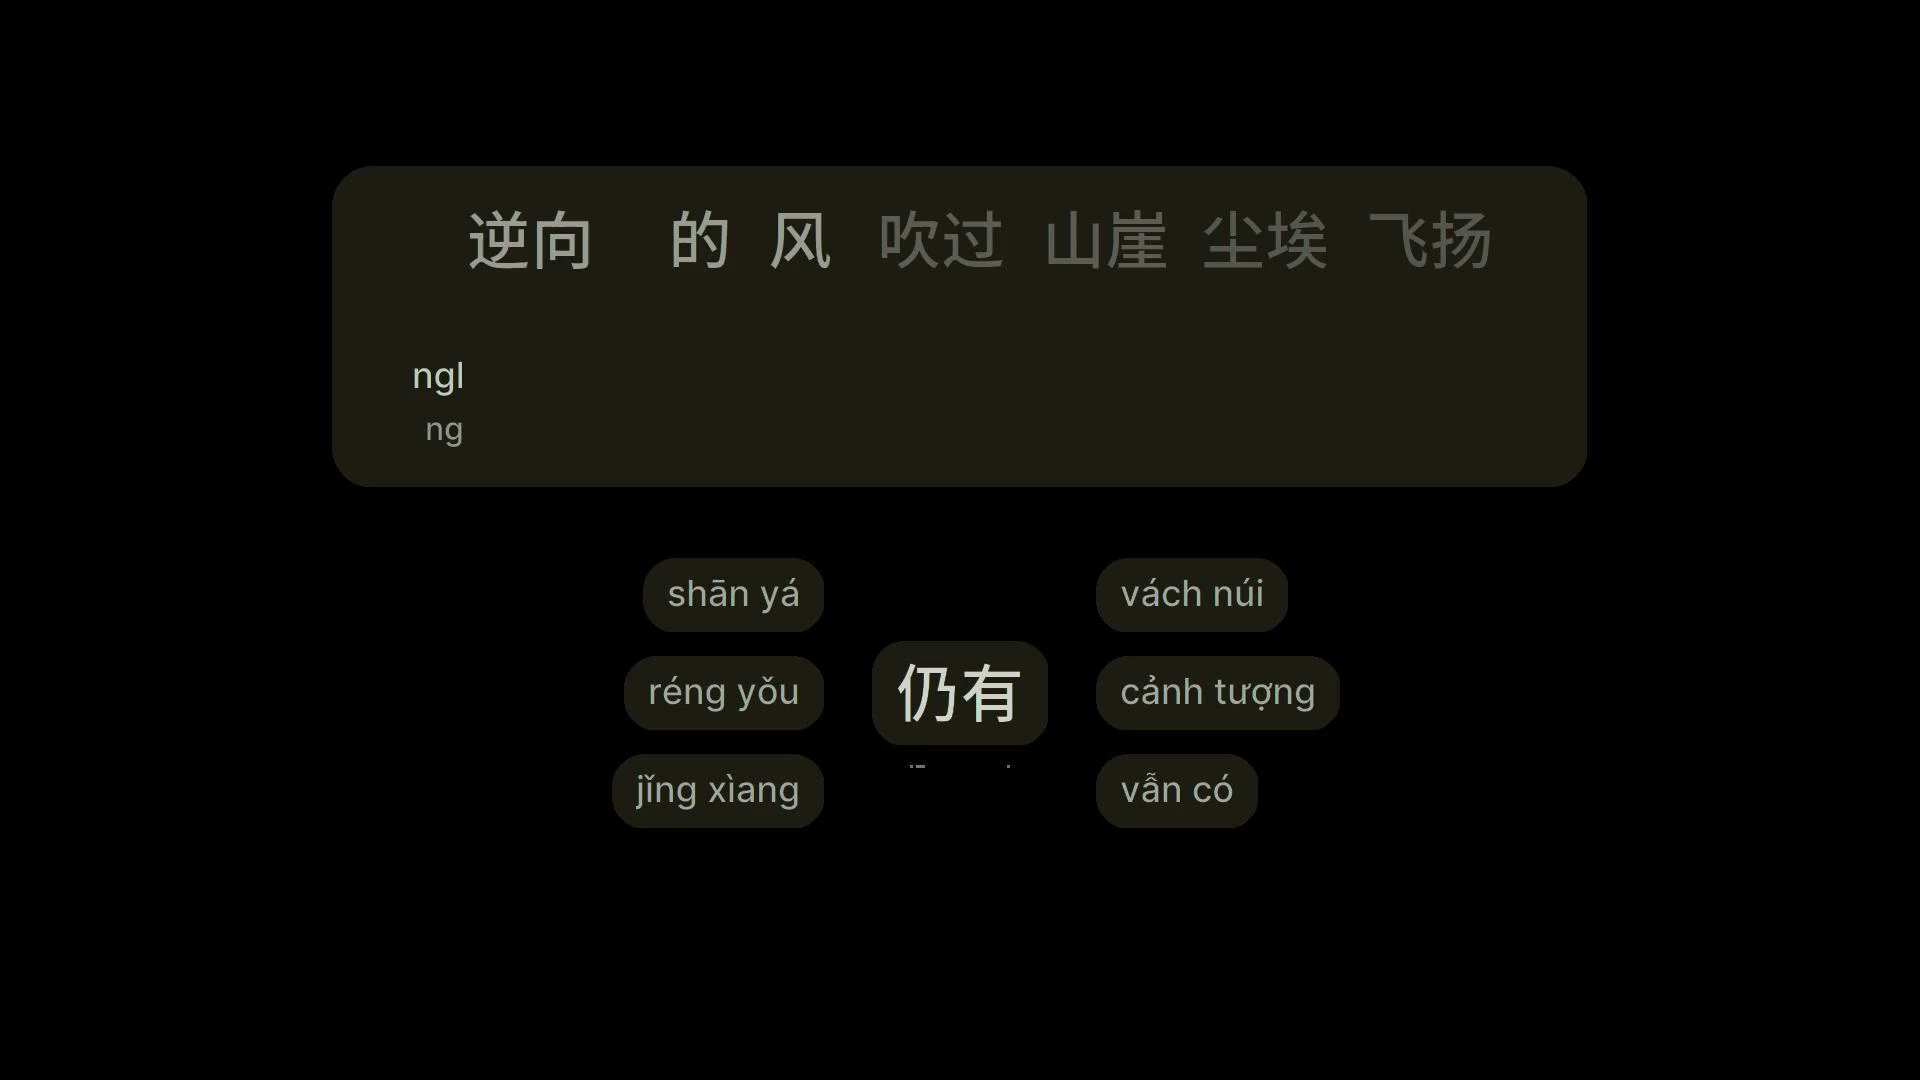 逆向 的 风 吹过 山崖 尘埃 飞扬
ngl
ng
shān yá
vách núi
réng yǒu
仍有
cảnh tượng
jǐng xìang
vẫn có